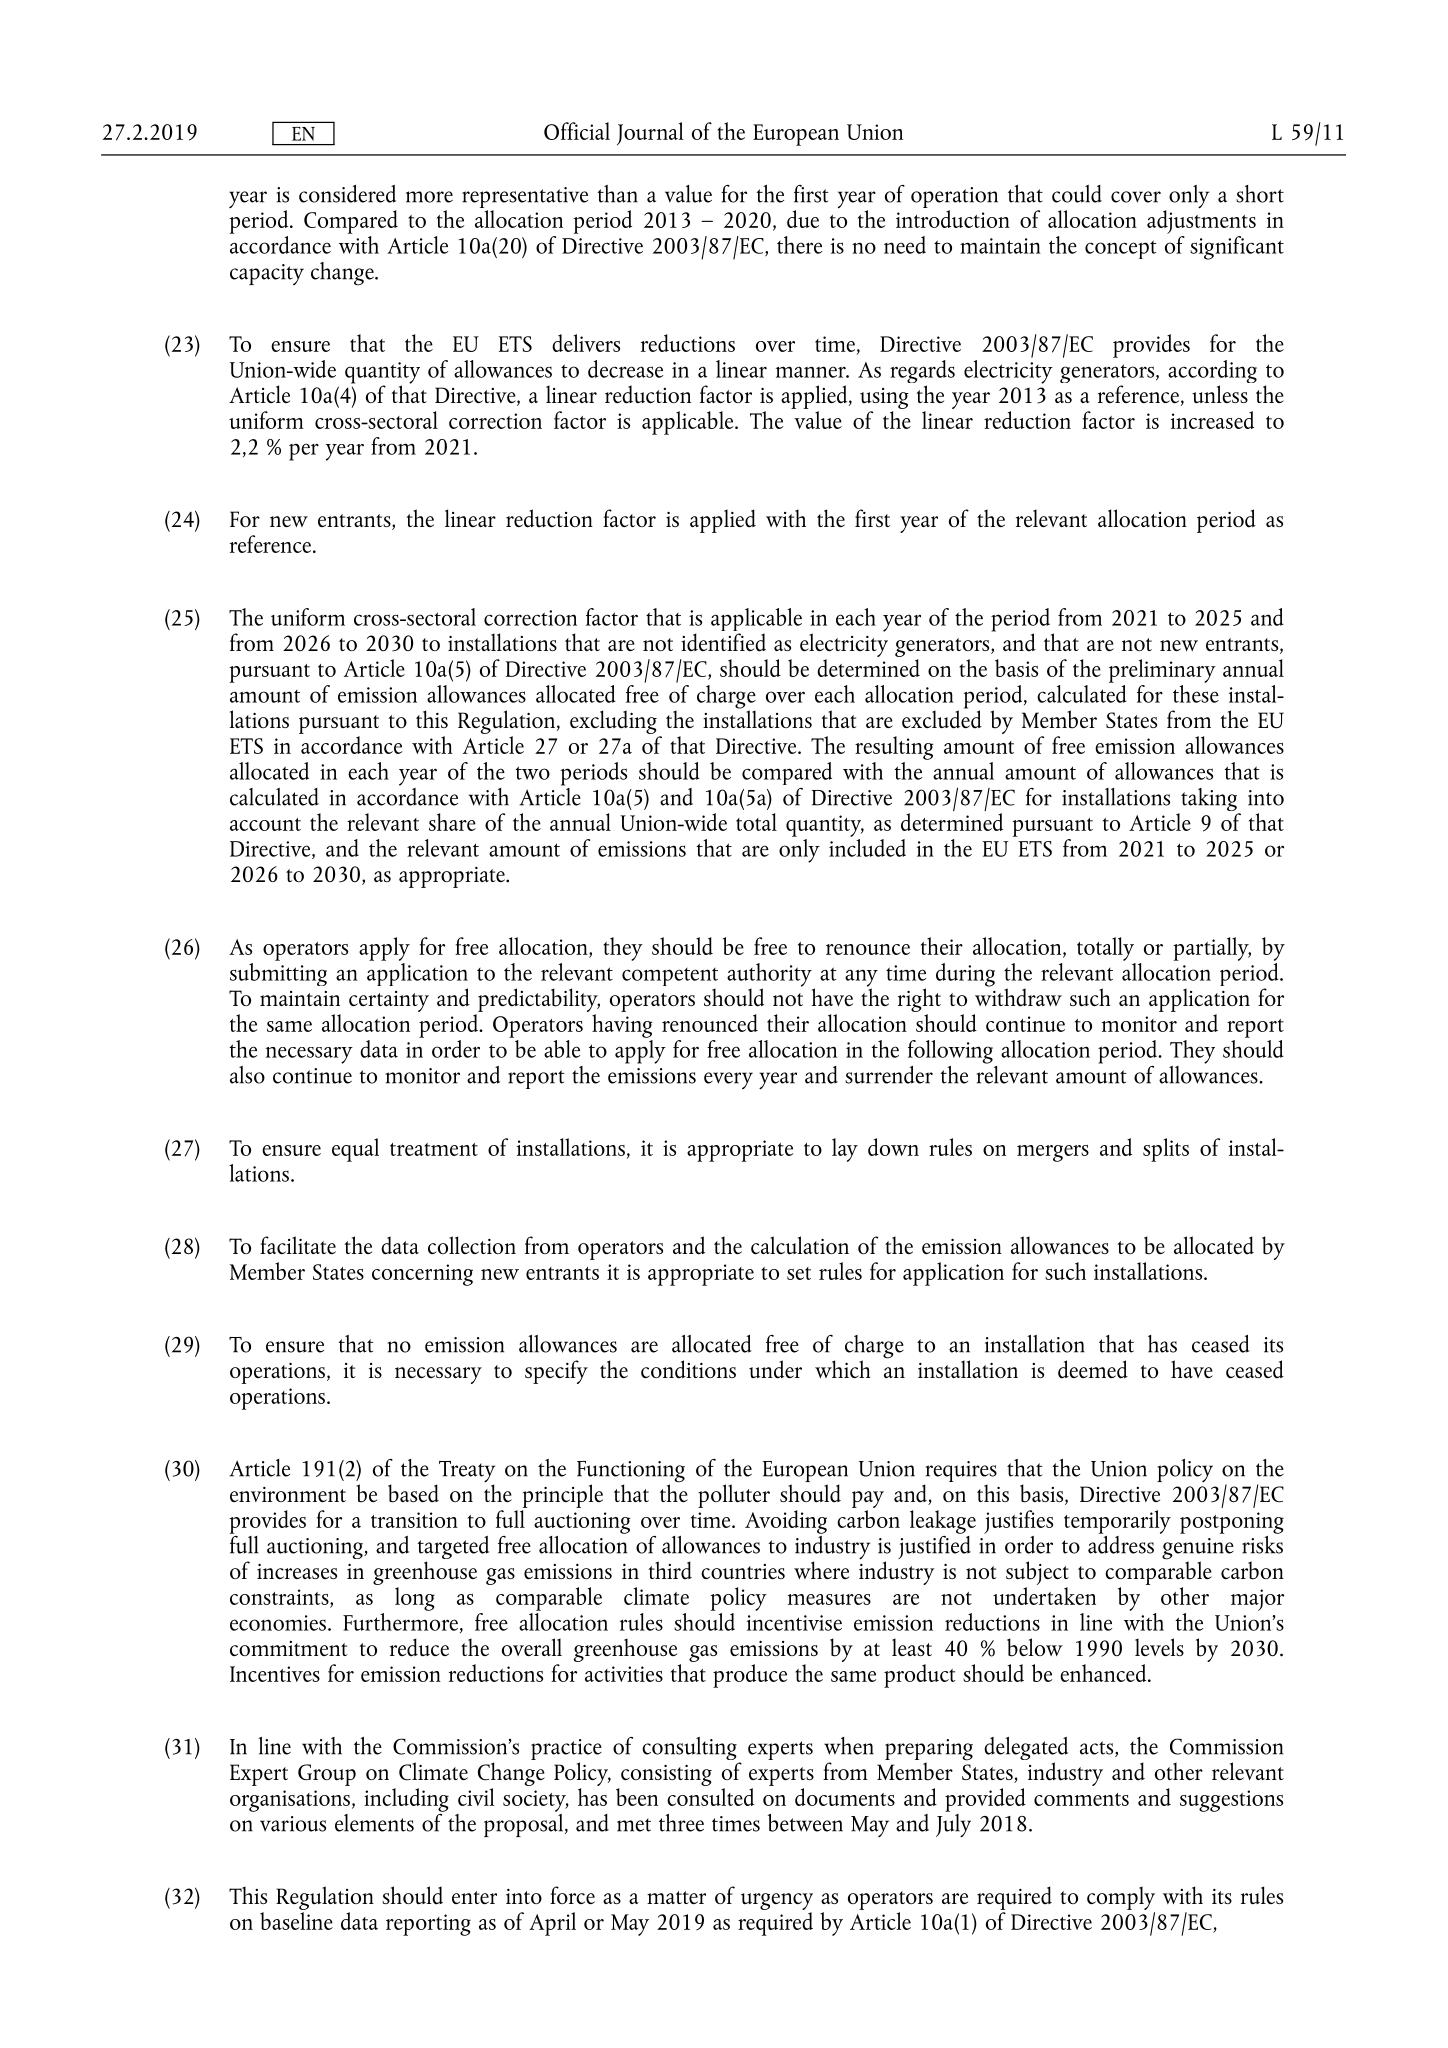 27.2.2019 EN Official Journal of the European Union L 59/11
year is considered more representative than a value for the first year of operation that could cover only a short
period. Compared to the allocation period 2013 – 2020, due to the introduction of allocation adjustments in
accordance with Article 10a(20) of Directive 2003/87/EC, there is no need to maintain the concept of significant
capacity change.
(23) To ensure that the EU ETS delivers reductions over time, Directive 2003/87/EC provides for the
Union-wide quantity of allowances to decrease in a linear manner. As regards electricity generators, according to
Article 10a(4) of that Directive, a linear reduction factor is applied, using the year 2013 as a reference, unless the
uniform cross-sectoral correction factor is applicable. The value of the linear reduction factor is increased to
2,2 % per year from 2021.
(24) For new entrants, the linear reduction factor is applied with the first year of the relevant allocation period as
reference.
(25) The uniform cross-sectoral correction factor that is applicable in each year of the period from 2021 to 2025 and
from 2026 to 2030 to installations that are not identified as electricity generators, and that are not new entrants,
pursuant to Article 10a(5) of Directive 2003/87/EC, should be determined on the basis of the preliminary annual
amount of emission allowances allocated free of charge over each allocation period, calculated for these instal-
lations pursuant to this Regulation, excluding the installations that are excluded by Member States from the EU
ETS in accordance with Article 27 or 27a of that Directive. The resulting amount of free emission allowances
allocated in each year of the two periods should be compared with the annual amount of allowances that is
calculated in accordance with Article 10a(5) and 10a(5a) of Directive 2003/87/EC for installations taking into
account the relevant share of the annual Union-wide total quantity, as determined pursuant to Article 9 of that
Directive, and the relevant amount of emissions that are only included in the EU ETS from 2021 to 2025 or
2026 to 2030, as appropriate.
(26) As operators apply for free allocation, they should be free to renounce their allocation, totally or partially, by
submitting an application to the relevant competent authority at any time during the relevant allocation period.
To maintain certainty and predictability, operators should not have the right to withdraw such an application for
the same allocation period. Operators having renounced their allocation should continue to monitor and report
the necessary data in order to be able to apply for free allocation in the following allocation period. They should
also continue to monitor and report the emissions every year and surrender the relevant amount of allowances.
(27) To ensure equal treatment of installations, it is appropriate to lay down rules on mergers and splits of instal-
lations.
(28) To facilitate the data collection from operators and the calculation of the emission allowances to be allocated by
Member States concerning new entrants it is appropriate to set rules for application for such installations.
(29) To ensure that no emission allowances are allocated free of charge to an installation that has ceased its
operations, it is necessary to specify the conditions under which an installation is deemed to have ceased
operations.
(30) Article 191(2) of the Treaty on the Functioning of the European Union requires that the Union policy on the
environment be based on the principle that the polluter should pay and, on this basis, Directive 2003/87/EC
provides for a transition to full auctioning over time. Avoiding carbon leakage justifies temporarily postponing
full auctioning, and targeted free allocation of allowances to industry is justified in order to address genuine risks
of increases in greenhouse gas emissions in third countries where industry is not subject to comparable carbon
constraints, as long as comparable climate policy measures are not undertaken by other major
economies. Furthermore, free allocation rules should incentivise emission reductions in line with the Union’s
commitment to reduce the overall greenhouse gas emissions by at least 40 % below 1990 levels by 2030.
Incentives for emission reductions for activities that produce the same product should be enhanced.
(31) In line with the Commission’s practice of consulting experts when preparing delegated acts, the Commission
Expert Group on Climate Change Policy, consisting of experts from Member States, industry and other relevant
organisations, including civil society, has been consulted on documents and provided comments and suggestions
on various elements of the proposal, and met three times between May and July 2018.
(32) This Regulation should enter into force as a matter of urgency as operators are required to comply with its rules
on baseline data reporting as of April or May 2019 as required by Article 10a(1) of Directive 2003/87/EC,